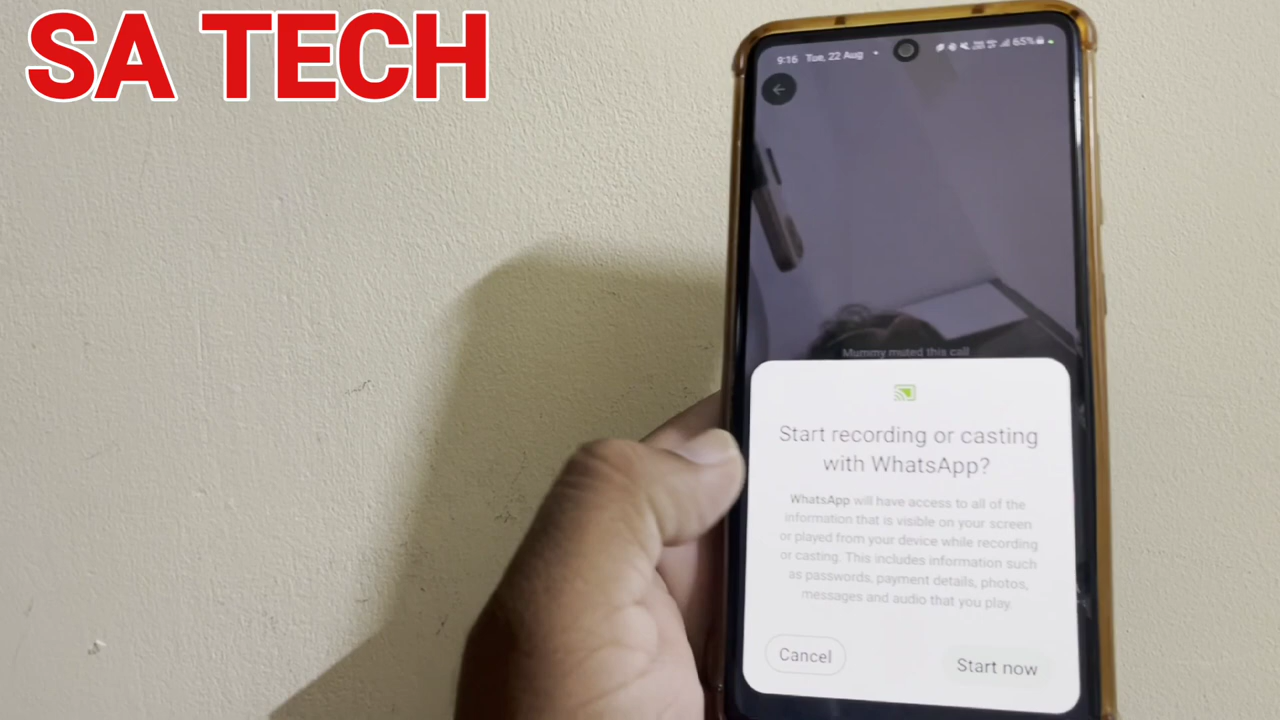 SA TECH
9:16 Tue, 22 Aug
65%
Mummy muted this call
Start recording or casting
with WhatsApp?
WhatsApp will have access to all of the
information that is visible on your screen
or played from your device while recording
or casting. This includes information such
as passwords, payment details, photos,
messages and audio that you play.
Cancel
Start now